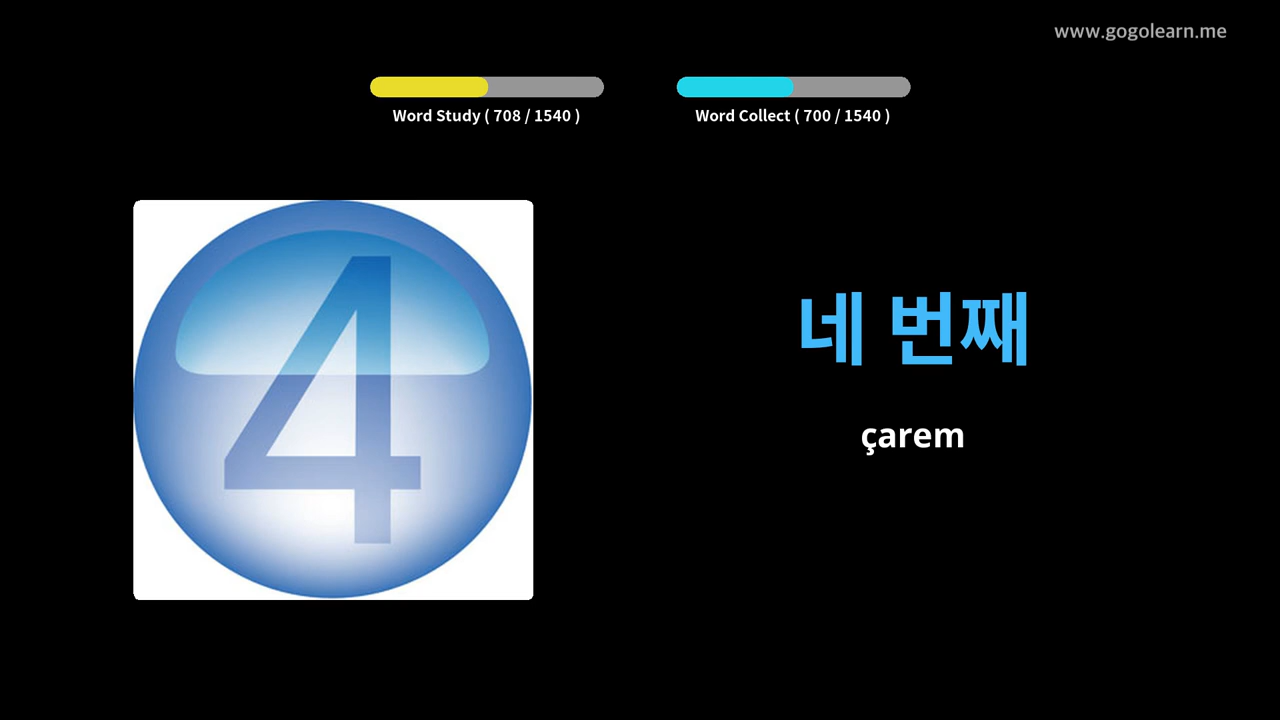 www.gogolearn.me
Word Study ( 708 / 1540 )
Word Collect ( 700 / 1540 )
4
네 번째
çarem